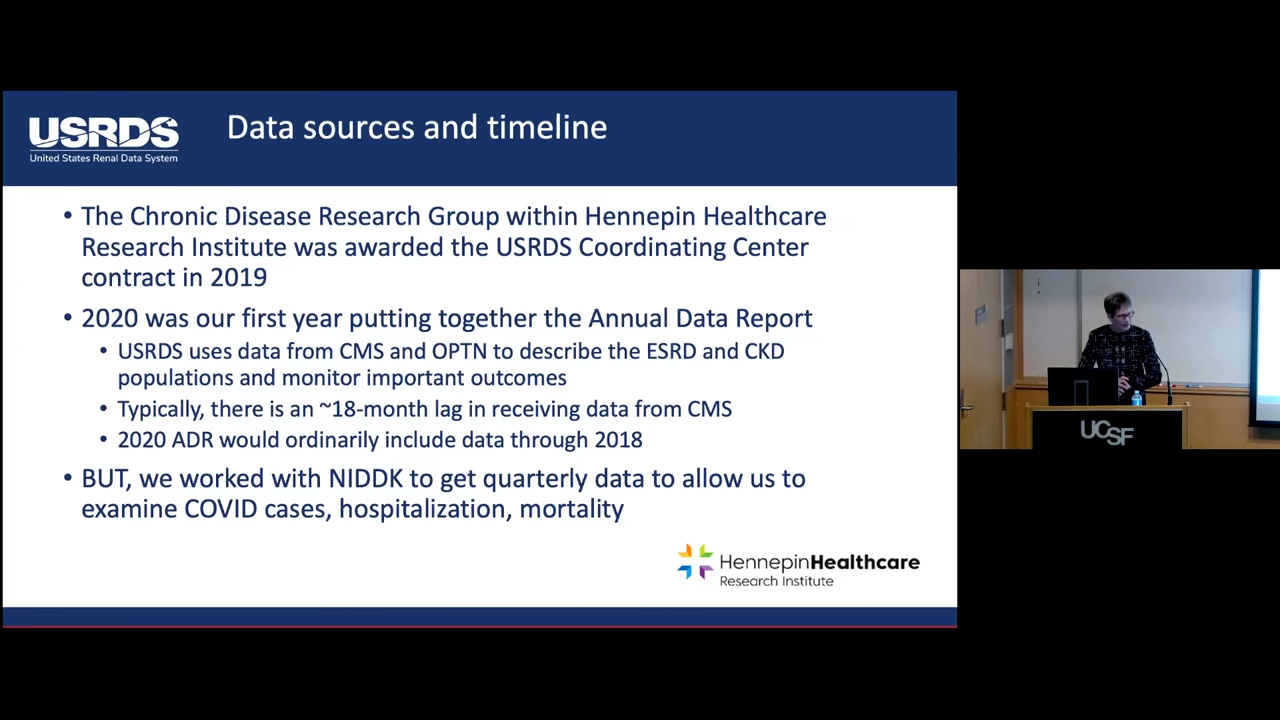 USRDS
United States Renal Data System
Data sources and timeline
• The Chronic Disease Research Group within Hennepin Healthcare
Research Institute was awarded the USRDS Coordinating Center
contract in 2019
• 2020 was our first year putting together the Annual Data Report
• USRDS uses data from CMS and OPTN to describe the ESRD and CKD
populations and monitor important outcomes
• Typically, there is an ~18-month lag in receiving data from CMS
• 2020 ADR would ordinarily include data through 2018
• BUT, we worked with NIDDK to get quarterly data to allow us to
examine COVID cases, hospitalization, mortality
HennepinHealthcare
Research Institute
UCSF